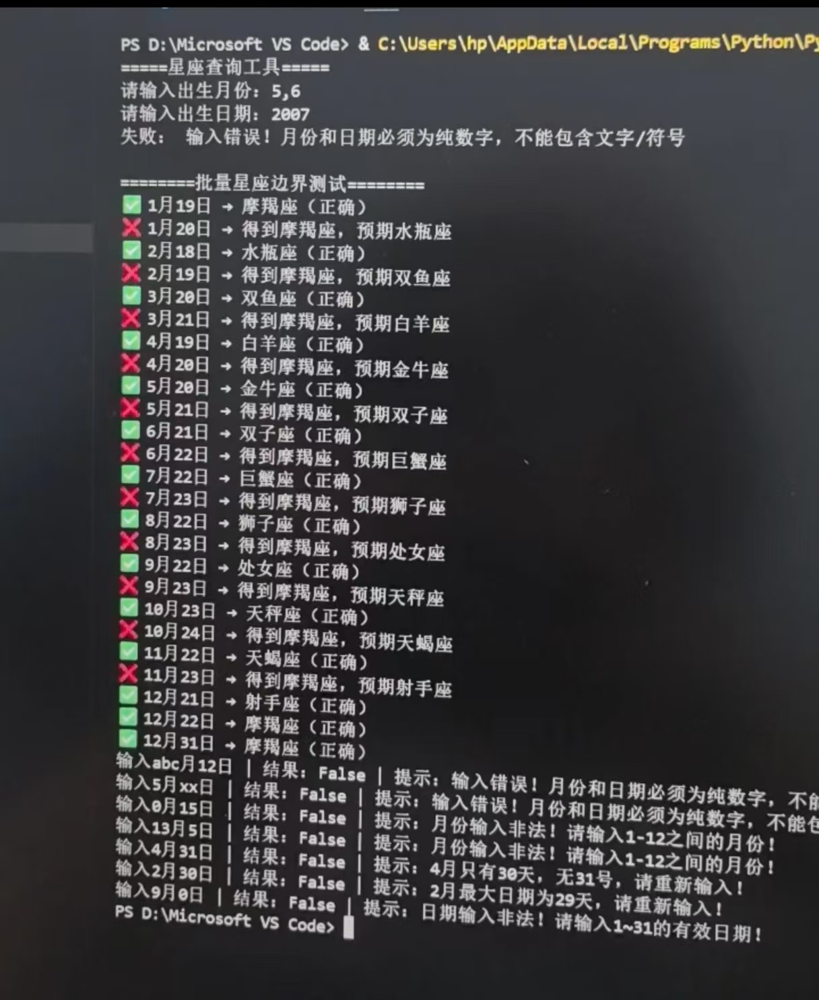 PS D:\Microsoft VS Code> & C:\Users\hp\AppData\Local\Programs\Python\Py
=====星座查询工具=====
请输入出生月份：5,6
请输入出生日期：2007
失败： 输入错误！月份和日期必须为纯数字，不能包含文字/符号
========批量星座边界测试========
✅ 1月19日 → 摩羯座（正确）
❌ 1月20日 → 得到摩羯座，预期水瓶座
✅ 2月18日 → 水瓶座（正确）
❌ 2月19日 → 得到摩羯座，预期双鱼座
✅ 3月20日 → 双鱼座（正确）
❌ 3月21日 → 得到摩羯座，预期白羊座
✅ 4月19日 → 白羊座（正确）
❌ 4月20日 → 得到摩羯座，预期金牛座
✅ 5月20日 → 金牛座（正确）
❌ 5月21日 → 得到摩羯座，预期双子座
✅ 6月21日 → 双子座（正确）
❌ 6月22日 → 得到摩羯座，预期巨蟹座
✅ 7月22日 → 巨蟹座（正确）
❌ 7月23日 → 得到摩羯座，预期狮子座
✅ 8月22日 → 狮子座（正确）
❌ 8月23日 → 得到摩羯座，预期处女座
✅ 9月22日 → 处女座（正确）
❌ 9月23日 → 得到摩羯座，预期天秤座
✅ 10月23日 → 天秤座（正确）
❌ 10月24日 → 得到摩羯座，预期天蝎座
✅ 11月22日 → 天蝎座（正确）
❌ 11月23日 → 得到摩羯座，预期射手座
✅ 12月21日 → 射手座（正确）
✅ 12月22日 → 摩羯座（正确）
✅ 12月31日 → 摩羯座（正确）
输入abc月12日 | 结果：False | 提示：输入错误！月份和日期必须为纯数字，不能
输入5月xx日 | 结果：False | 提示：输入错误！月份和日期必须为纯数字，不能包
输入0月15日 | 结果：False | 提示：月份输入非法！请输入1-12之间的月份！
输入13月5日 | 结果：False | 提示：月份输入非法！请输入1-12之间的月份！
输入4月31日 | 结果：False | 提示：4月只有30天，无31号，请重新输入！
输入2月30日 | 结果：False | 提示：2月最大日期为29天，请重新输入！
输入9月0日 | 结果：False | 提示：日期输入非法！请输入1~31的有效日期！
PS D:\Microsoft VS Code>